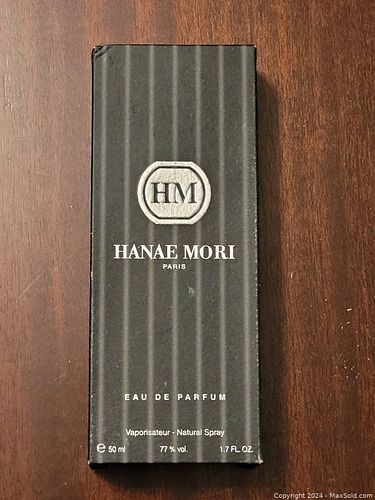 HM
HANAE MORI
PARIS
EAU DE PARFUM
Vaporisateur - Natural Spray
℮ 50 ml 77 % vol. 1.7 FL. OZ.
Copyright © 2024 - MaxSold.com